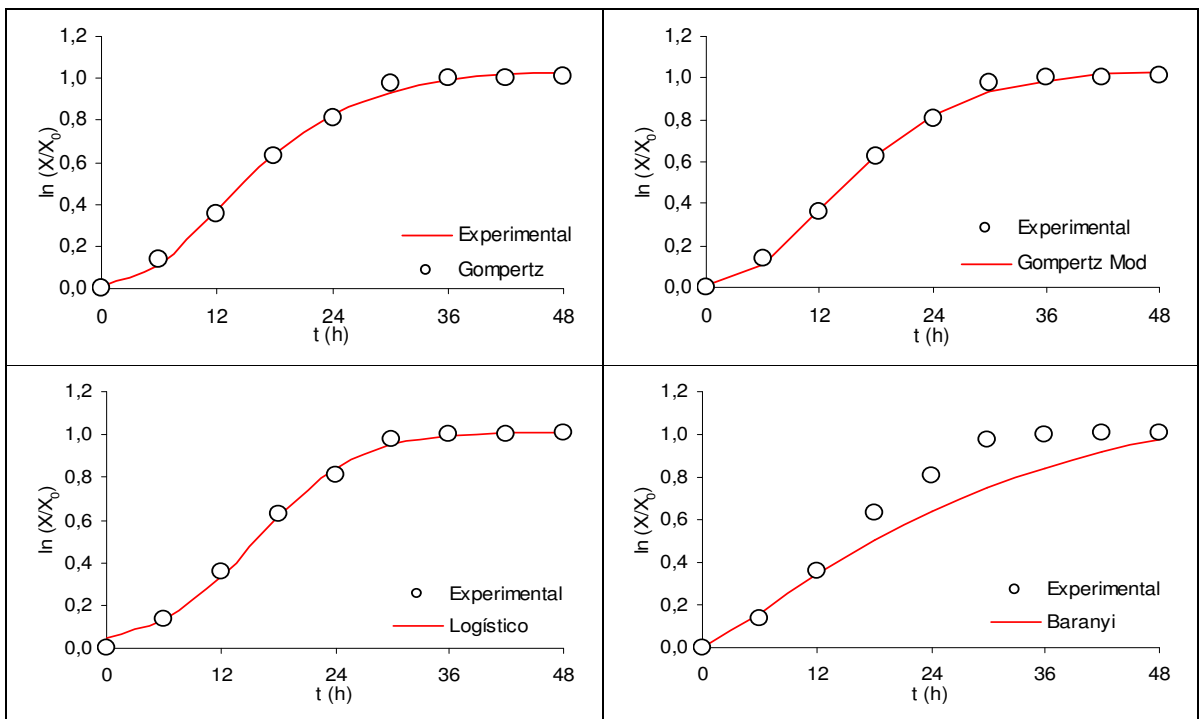 1,2
1,0
0,8
0,6
0,4
0,2
0,0
ln (X/X0)
Experimental
Gompertz
0 12 24 36 48
t (h)
1,2
1,0
0,8
0,6
0,4
0,2
0,0
ln (X/X0)
Experimental
Gompertz Mod
0 12 24 36 48
t (h)
1,2
1,0
0,8
0,6
0,4
0,2
0,0
ln (X/X0)
Experimental
Logístico
0 12 24 36 48
t (h)
1,2
1,0
0,8
0,6
0,4
0,2
0,0
ln (X/X0)
Experimental
Baranyi
0 12 24 36 48
t (h)